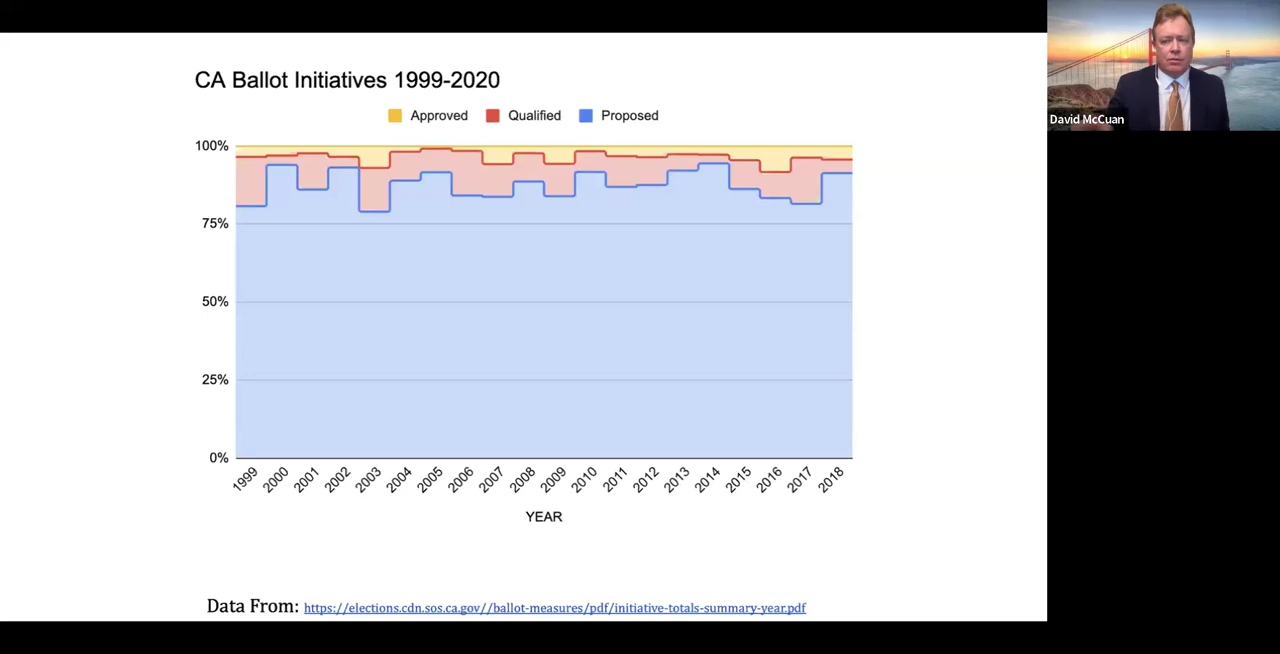 CA Ballot Initiatives 1999-2020
Approved Qualified Proposed
100%
75%
50%
25%
0%
1999 2000 2001 2002 2003 2004 2005 2006 2007 2008 2009 2010 2011 2012 2013 2014 2015 2016 2017 2018
YEAR
Data From: https://elections.cdn.sos.ca.gov//ballot-measures/pdf/initiative-totals-summary-year.pdf
David McCuan